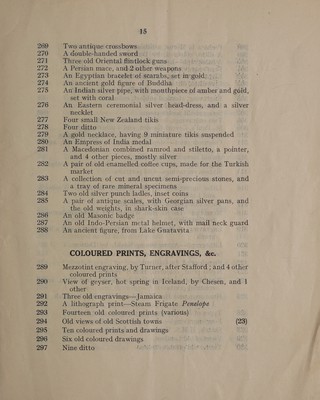 15
269 Two antique crossbows
270 A double-handed sword
271 Three old Oriental flintlock guns
272 A Persian mace, and 2 other weapons
273 An Egyptian bracelet of scarabs, set in gold
274 An ancient gold figure of Buddha
275 An Indian silver pipe, with mouthpiece of amber and gold,
set with coral
276 An Eastern ceremonial silver head-dress, and a silver
necklet
277 Four small New Zealand tikis
278 Four ditto
279 A gold necklace, having 9 miniature tikis suspended
280 An Empress of India medal
281 A Macedonian combined ramrod and stiletto, a pointer,
and 4 other pieces, mostly silver
282 A pair of old enamelled coffee cups, made for the Turkish
market
283 A collection of cut and uncut semi-precious stones, and
a tray of rare mineral specimens
284 Two old silver punch ladles, inset coins
285 A pair of antique scales, with Georgian silver pans, and
the old weights, in shark-skin case
286 An old Masonic badge
287 An old Indo-Persian metal helmet, with mail neck guard
288 An ancient figure, from Lake Guatavita
COLOURED PRINTS, ENGRAVINGS, &c.
289 Mezzotint engraving, by Turner, after Stafford; and 4 other
coloured prints
290 View of geyser, hot spring in Iceland, by Chesen, and 1
other
291 Three old engravings—Jamaica
292 A lithograph print—Steam Frigate Penelope
293 Fourteen old coloured prints (various)
294 Old views of old Scottish towns (23)
295 Ten coloured prints and drawings
296 Six old coloured drawings
297 Nine ditto